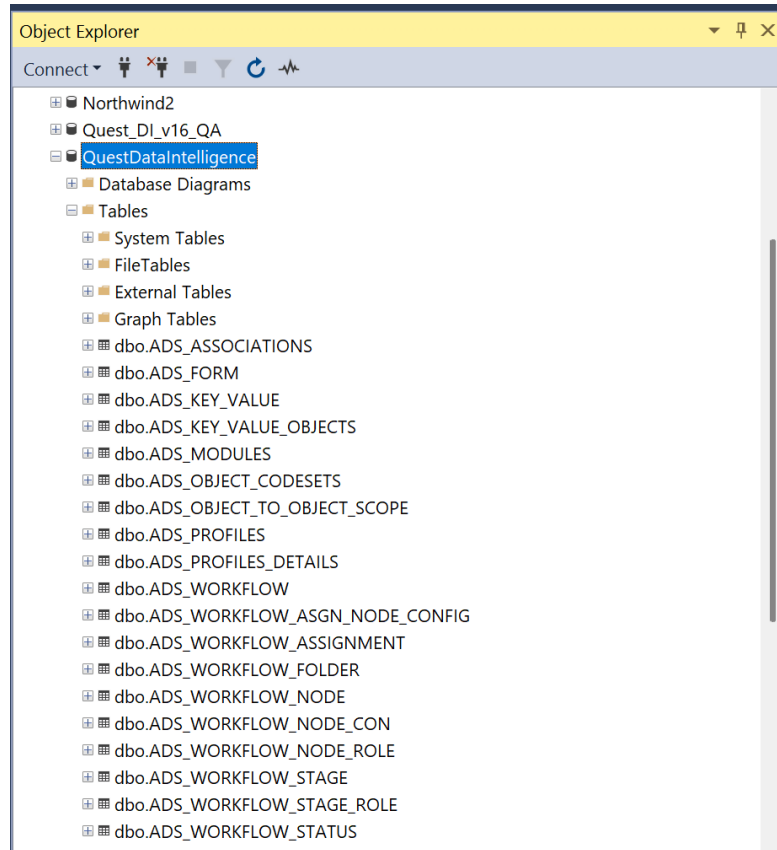 Object Explorer
Connect
Northwind2
Quest_DI_v16_QA
QuestDataIntelligence
Database Diagrams
Tables
System Tables
FileTables
External Tables
Graph Tables
dbo.ADS_ASSOCIATIONS
dbo.ADS_FORM
dbo.ADS_KEY_VALUE
dbo.ADS_KEY_VALUE_OBJECTS
dbo.ADS_MODULES
dbo.ADS_OBJECT_CODESETS
dbo.ADS_OBJECT_TO_OBJECT_SCOPE
dbo.ADS_PROFILES
dbo.ADS_PROFILES_DETAILS
dbo.ADS_WORKFLOW
dbo.ADS_WORKFLOW_ASGN_NODE_CONFIG
dbo.ADS_WORKFLOW_ASSIGNMENT
dbo.ADS_WORKFLOW_FOLDER
dbo.ADS_WORKFLOW_NODE
dbo.ADS_WORKFLOW_NODE_CON
dbo.ADS_WORKFLOW_NODE_ROLE
dbo.ADS_WORKFLOW_STAGE
dbo.ADS_WORKFLOW_STAGE_ROLE
dbo.ADS_WORKFLOW_STATUS